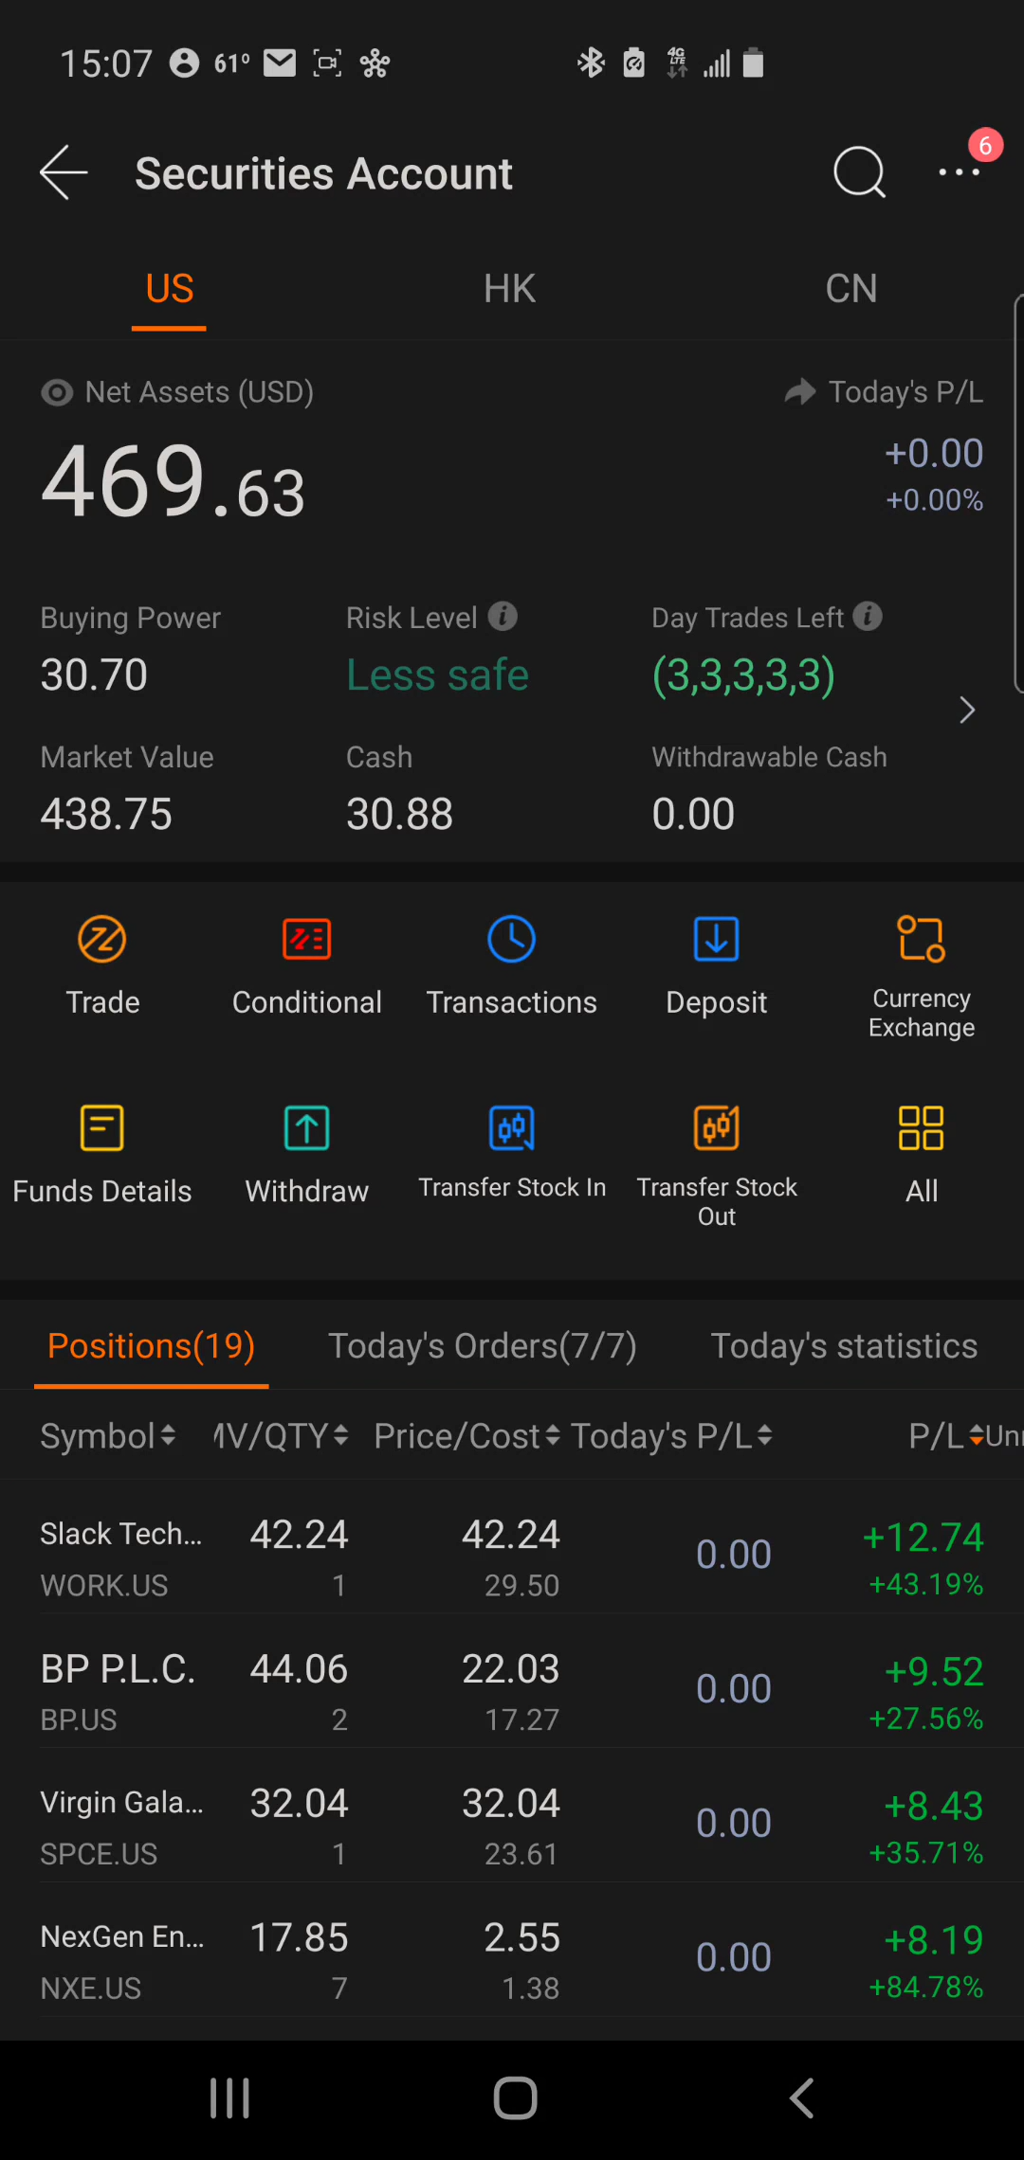 15:07 61° 4G LTE
Securities Account 6
US HK CN
Net Assets (USD) Today's P/L
469.63 +0.00
+0.00%
Buying Power Risk Level i Day Trades Left i
30.70 Less safe (3,3,3,3,3)
Market Value Cash Withdrawable Cash
438.75 30.88 0.00
Trade Conditional Transactions Deposit Currency
Exchange
Funds Details Withdraw Transfer Stock In Transfer Stock All
Out
Positions(19) Today's Orders(7/7) Today's statistics
Symbol MV/QTY Price/Cost Today's P/L P/L Unr
Slack Tech... 42.24 42.24 0.00 +12.74
WORK.US 1 29.50 +43.19%
BP P.L.C. 44.06 22.03 0.00 +9.52
BP.US 2 17.27 +27.56%
Virgin Gala... 32.04 32.04 0.00 +8.43
SPCE.US 1 23.61 +35.71%
NexGen En... 17.85 2.55 0.00 +8.19
NXE.US 7 1.38 +84.78%